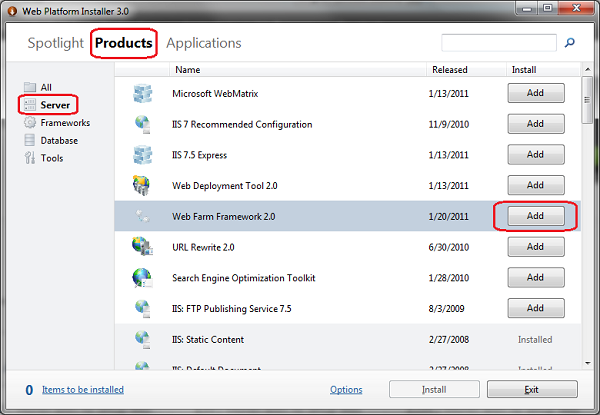 Web Platform Installer 3.0
Spotlight Products Applications
Name Released Install
All
Server
Frameworks
Database
Tools
Microsoft WebMatrix 1/13/2011 Add
IIS 7 Recommended Configuration 11/9/2010 Add
IIS 7.5 Express 1/13/2011 Add
Web Deployment Tool 2.0 1/13/2011 Add
Web Farm Framework 2.0 1/20/2011 Add
URL Rewrite 2.0 6/30/2010 Add
Search Engine Optimization Toolkit 1/28/2010 Add
IIS: FTP Publishing Service 7.5 8/3/2009 Add
IIS: Static Content 2/27/2008 Installed
IIS: Default Document 2/27/2008 Installed
0 Items to be installed Options Install Exit